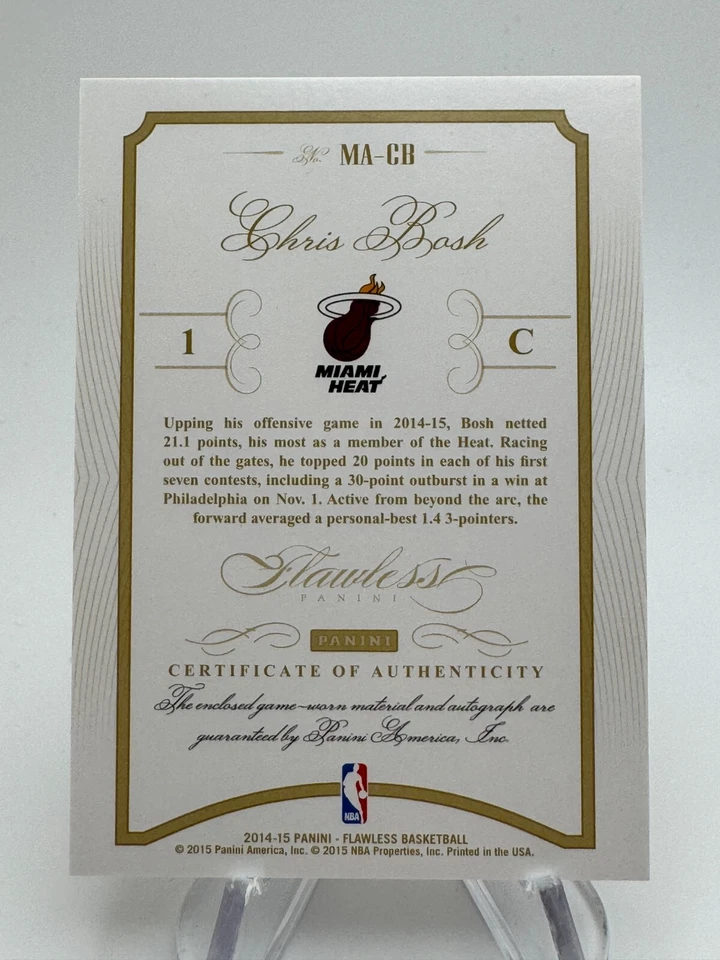 No. MA-CB
Chris Bosh
1
C
MIAMI
HEAT
Upping his offensive game in 2014-15, Bosh netted
21.1 points, his most as a member of the Heat. Racing
out of the gates, he topped 20 points in each of his first
seven contests, including a 30-point outburst in a win at
Philadelphia on Nov. 1. Active from beyond the arc, the
forward averaged a personal-best 1.4 3-pointers.
Flawless
PANINI
PANINI
CERTIFICATE OF AUTHENTICITY
The enclosed game-worn material and autograph are
guaranteed by Panini America, Inc.
NBA
2014-15 PANINI - FLAWLESS BASKETBALL
© 2015 Panini America, Inc. © 2015 NBA Properties, Inc. Printed in the USA.